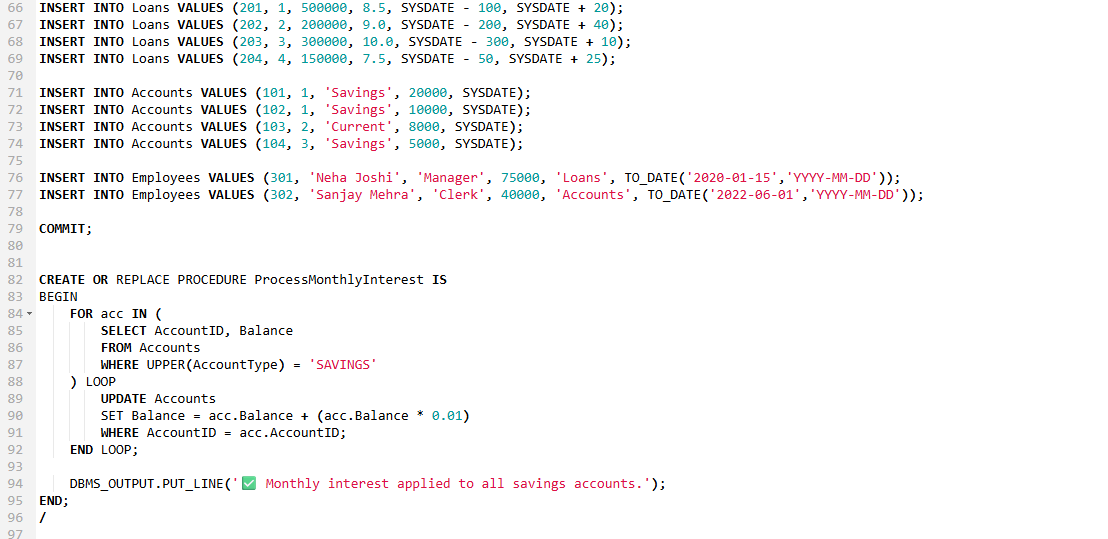 66 INSERT INTO Loans VALUES (201, 1, 500000, 8.5, SYSDATE - 100, SYSDATE + 20);
67 INSERT INTO Loans VALUES (202, 2, 200000, 9.0, SYSDATE - 200, SYSDATE + 40);
68 INSERT INTO Loans VALUES (203, 3, 300000, 10.0, SYSDATE - 300, SYSDATE + 10);
69 INSERT INTO Loans VALUES (204, 4, 150000, 7.5, SYSDATE - 50, SYSDATE + 25);
70
71 INSERT INTO Accounts VALUES (101, 1, 'Savings', 20000, SYSDATE);
72 INSERT INTO Accounts VALUES (102, 1, 'Savings', 10000, SYSDATE);
73 INSERT INTO Accounts VALUES (103, 2, 'Current', 8000, SYSDATE);
74 INSERT INTO Accounts VALUES (104, 3, 'Savings', 5000, SYSDATE);
75
76 INSERT INTO Employees VALUES (301, 'Neha Joshi', 'Manager', 75000, 'Loans', TO_DATE('2020-01-15','YYYY-MM-DD'));
77 INSERT INTO Employees VALUES (302, 'Sanjay Mehra', 'Clerk', 40000, 'Accounts', TO_DATE('2022-06-01','YYYY-MM-DD'));
78
79 COMMIT;
80
81
82 CREATE OR REPLACE PROCEDURE ProcessMonthlyInterest IS
83 BEGIN
84     FOR acc IN (
85         SELECT AccountID, Balance
86         FROM Accounts
87         WHERE UPPER(AccountType) = 'SAVINGS'
88     ) LOOP
89         UPDATE Accounts
90         SET Balance = acc.Balance + (acc.Balance * 0.01)
91         WHERE AccountID = acc.AccountID;
92     END LOOP;
93
94     DBMS_OUTPUT.PUT_LINE('✅ Monthly interest applied to all savings accounts.');
95 END;
96 /
97